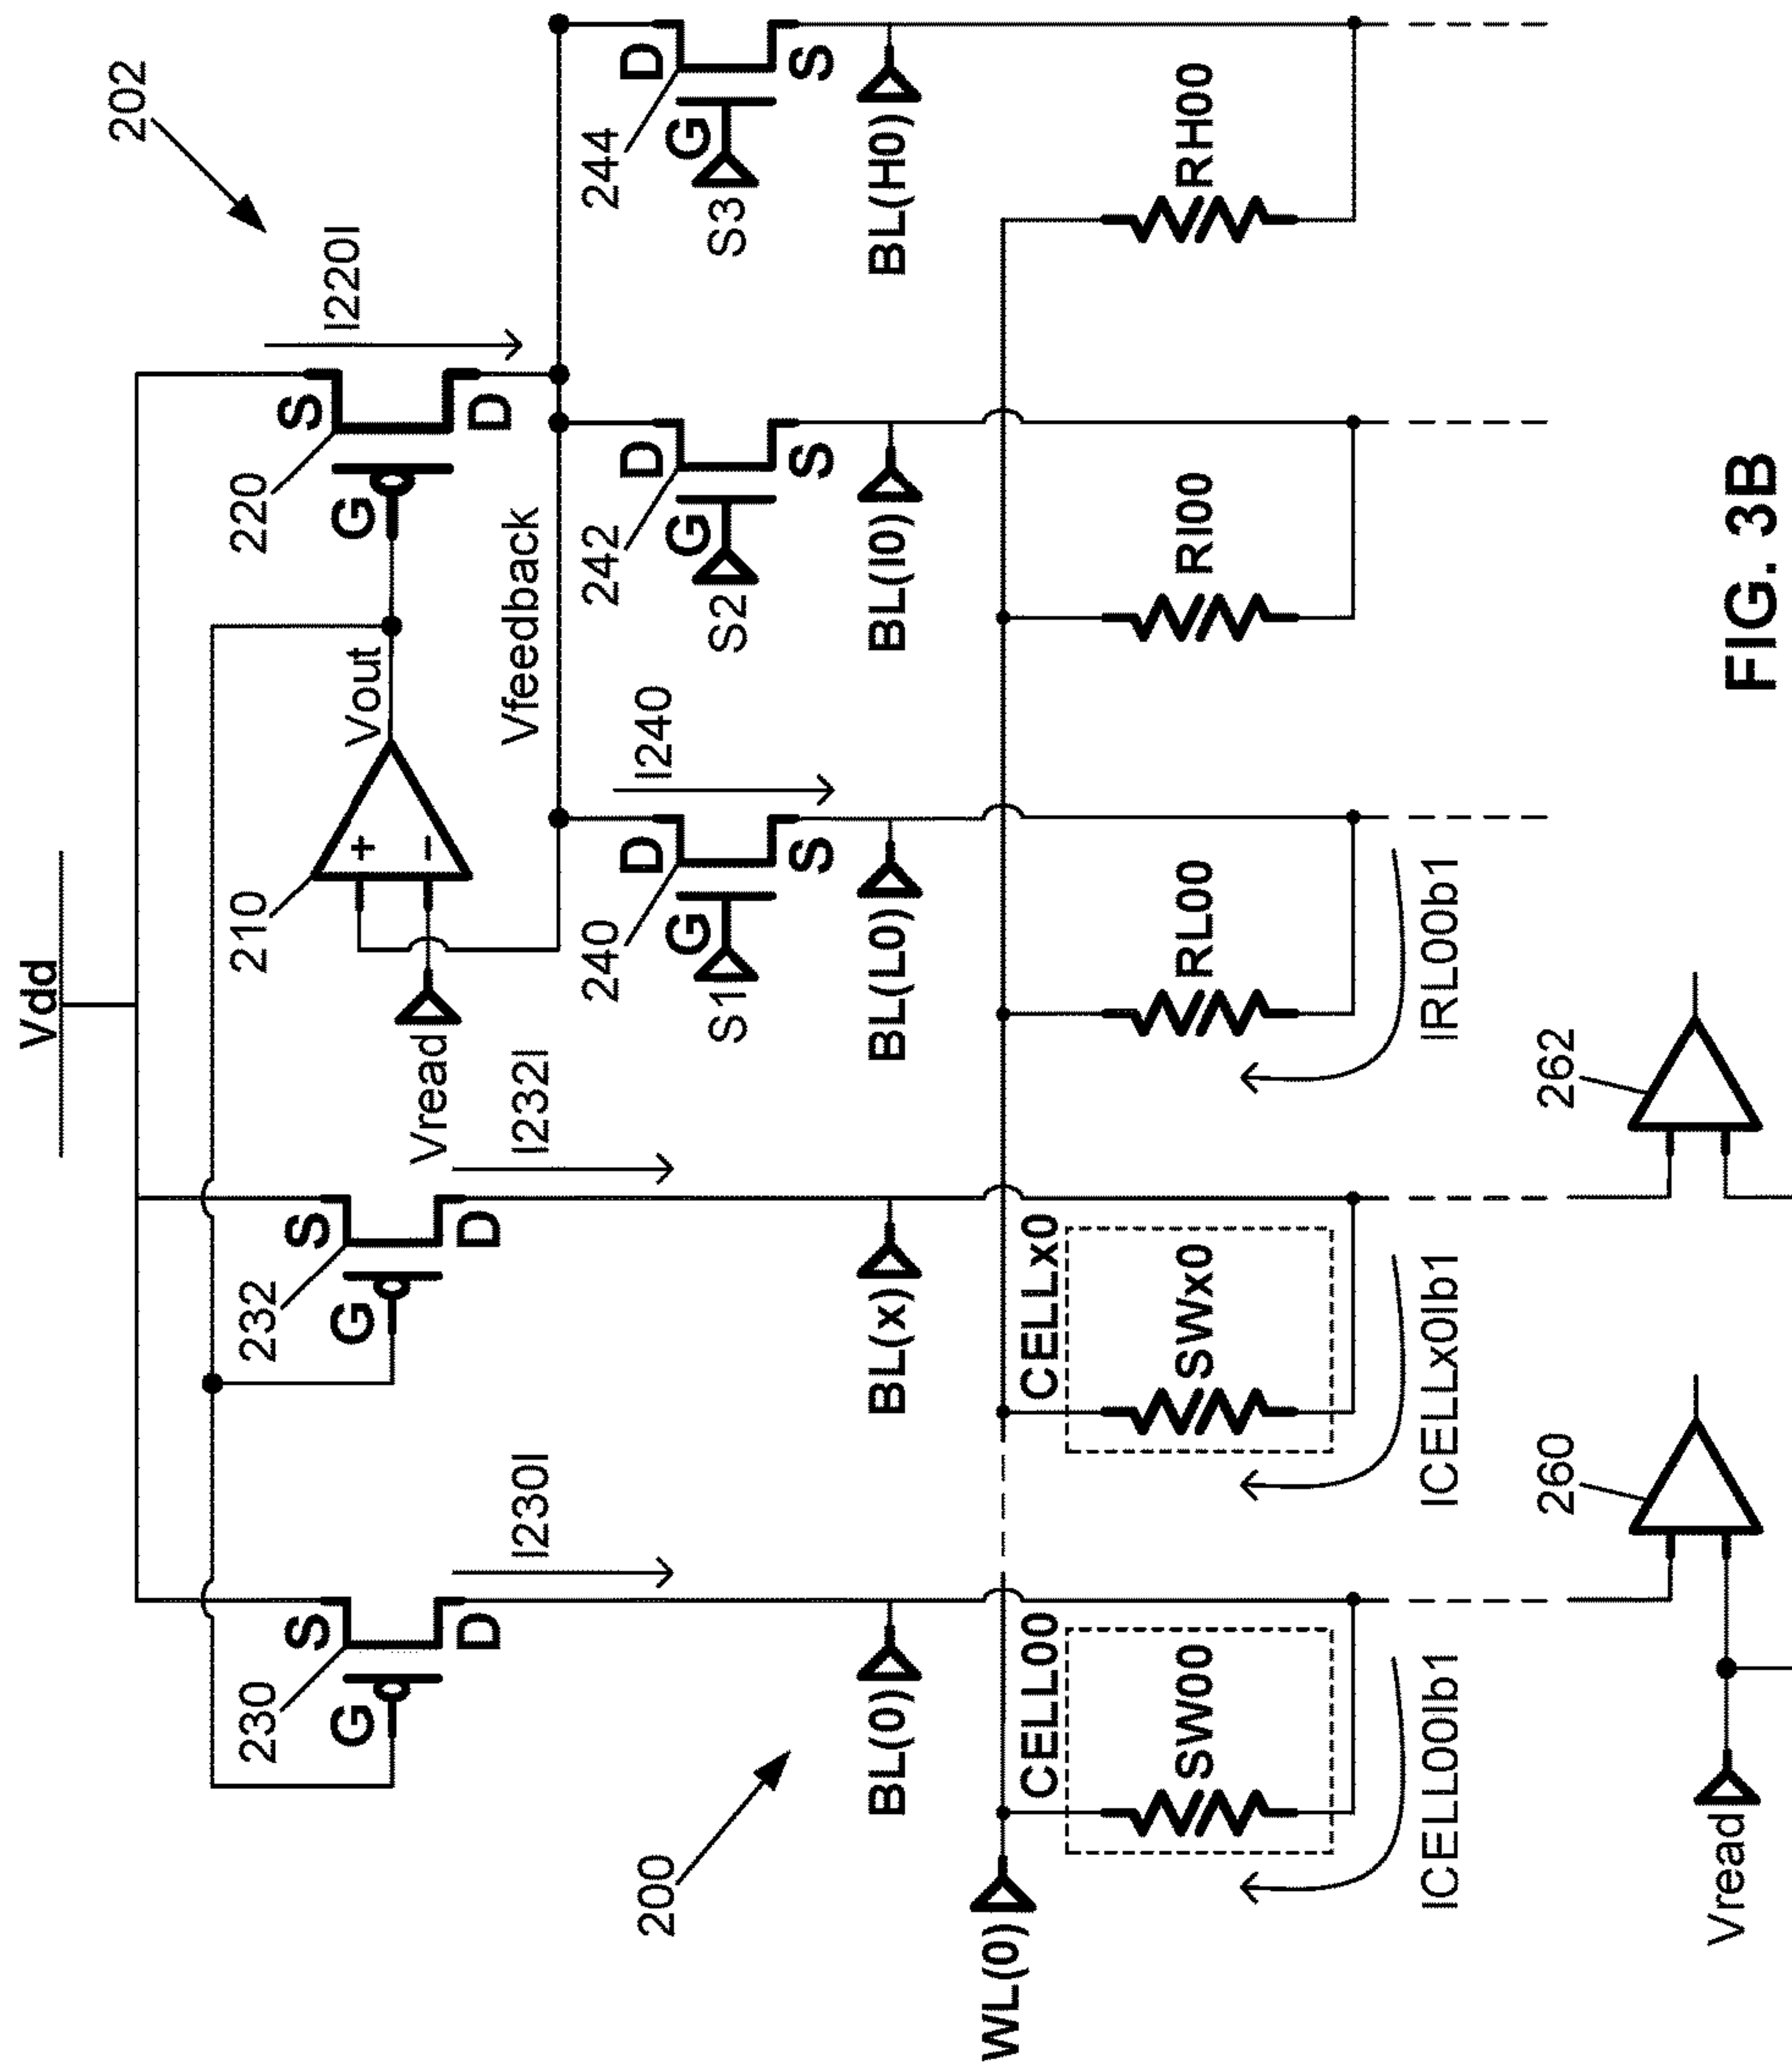 Vdd
202
220
S
G
D
I220I
210
+
–
Vout
Vread
Vfeedback
232
S
G
D
I232I
230
S
G
D
I230I
240
D
G
S
S1
I240
242
D
G
S
S2
244
D
G
S
S3
200
BL(0)
BL(x)
BL(L0)
BL(I0)
BL(H0)
WL(0)
CELL00
SW00
CELLx0
SWx0
RL00
RI00
RH00
ICELL00Ib1
ICELLx0Ib1
IRL00b1
260
262
Vread
FIG. 3B